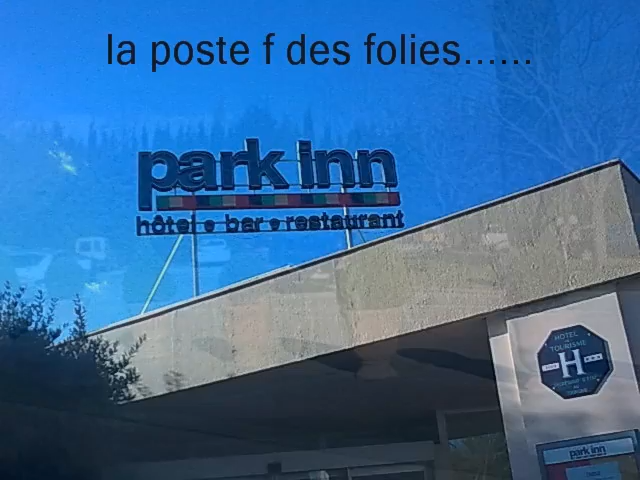 la poste f des folies......
park inn
hôtel • bar • restaurant
HOTEL
TOURISME
H
park inn